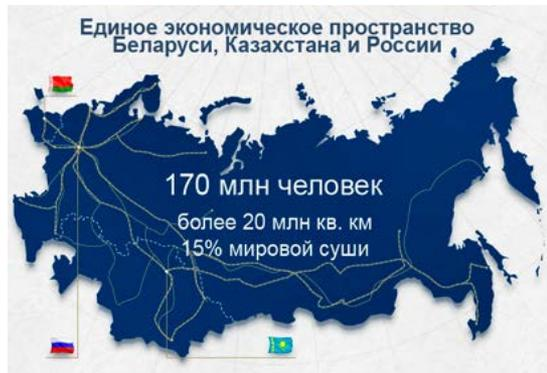 Единое экономическое пространство
Беларуси, Казахстана и России
170 млн человек
более 20 млн кв. км
15% мировой суши